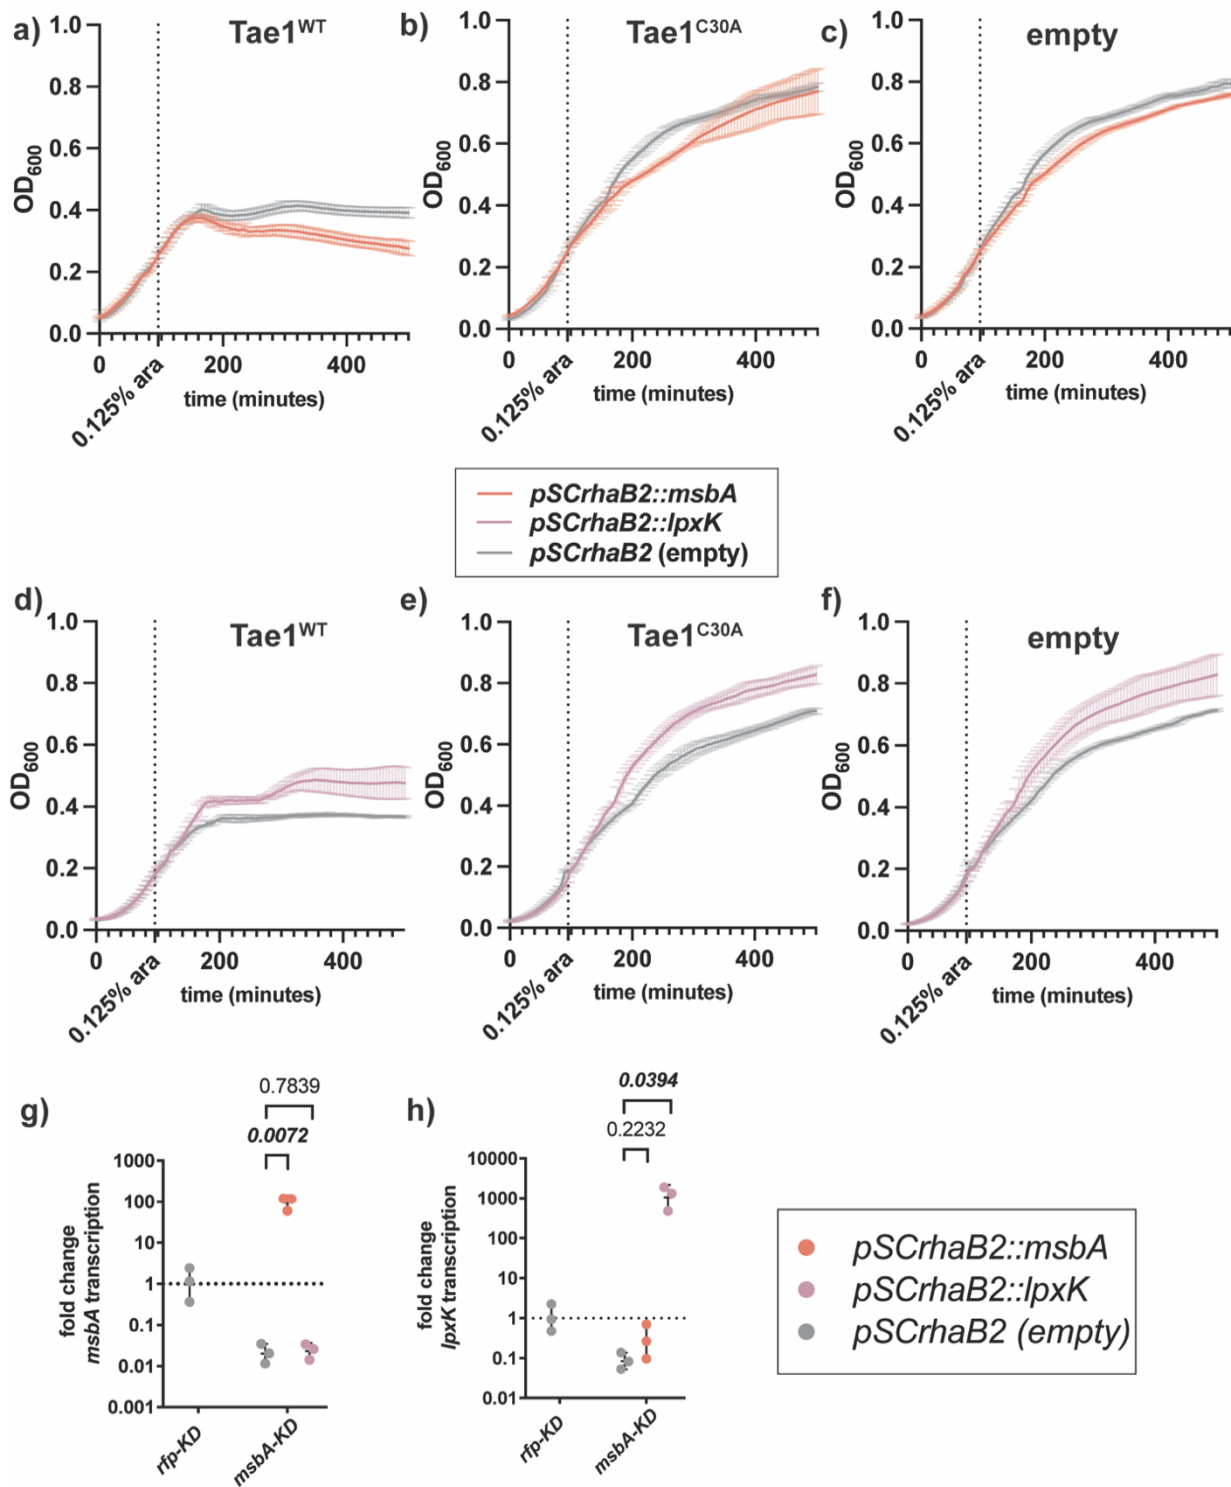 a) Tae1WT
1.0
0.8
0.6
0.4
0.2
0.0
OD600
0 200 400
0.125% ara
time (minutes)
b) Tae1C30A
1.0
0.8
0.6
0.4
0.2
0.0
OD600
0 200 400
0.125% ara
time (minutes)
c) empty
1.0
0.8
0.6
0.4
0.2
0.0
OD600
0 200 400
0.125% ara
time (minutes)
pSCrhaB2::msbA
pSCrhaB2::lpxK
pSCrhaB2 (empty)
d) Tae1WT
1.0
0.8
0.6
0.4
0.2
0.0
OD600
0 200 400
0.125% ara
time (minutes)
e) Tae1C30A
1.0
0.8
0.6
0.4
0.2
0.0
OD600
0 200 400
0.125% ara
time (minutes)
f) empty
1.0
0.8
0.6
0.4
0.2
0.0
OD600
0 200 400
0.125% ara
time (minutes)
g)
0.7839
0.0072
1000
100
10
1
0.1
0.01
0.001
fold change
msbA transcription
rfp-KD
msbA-KD
h)
0.0394
0.2232
10000
1000
100
10
1
0.1
0.01
fold change
lpxK transcription
rfp-KD
msbA-KD
pSCrhaB2::msbA
pSCrhaB2::lpxK
pSCrhaB2 (empty)